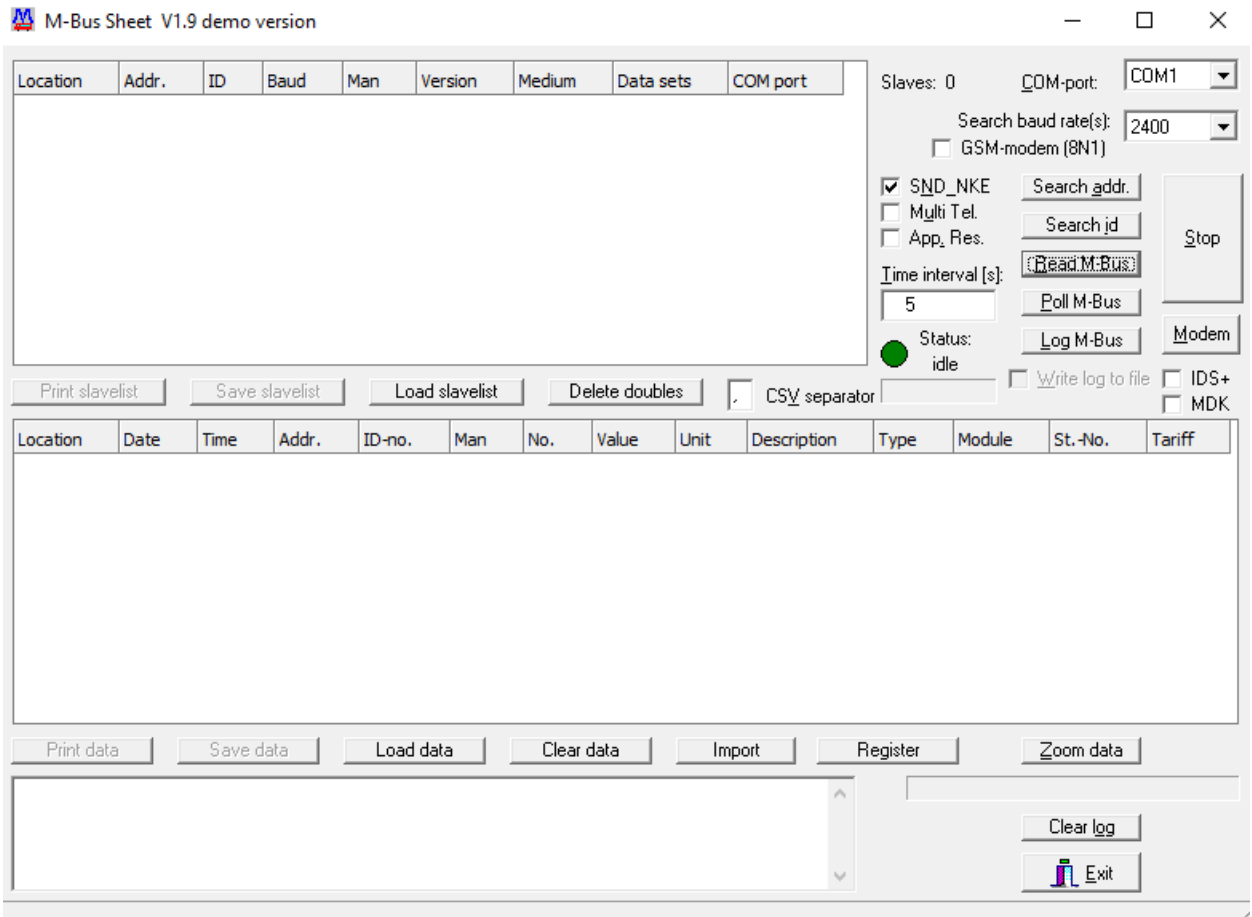 M-Bus Sheet V1.9 demo version
Location Addr. ID Baud Man Version Medium Data sets COM port
Slaves: 0 COM-port: COM1
Search baud rate(s): 2400
GSM-modem (8N1)
SND_NKE Search addr.
Multi Tel.
Search id
App. Res.
Stop
Read M-Bus
Time interval [s]:
5 Poll M-Bus
Status: Log M-Bus Modem
idle
Print slavelist Save slavelist Load slavelist Delete doubles , CSV separator Write log to file IDS+
MDK
Location Date Time Addr. ID-no. Man No. Value Unit Description Type Module St.-No. Tariff
Print data Save data Load data Clear data Import Register Zoom data
Clear log
Exit